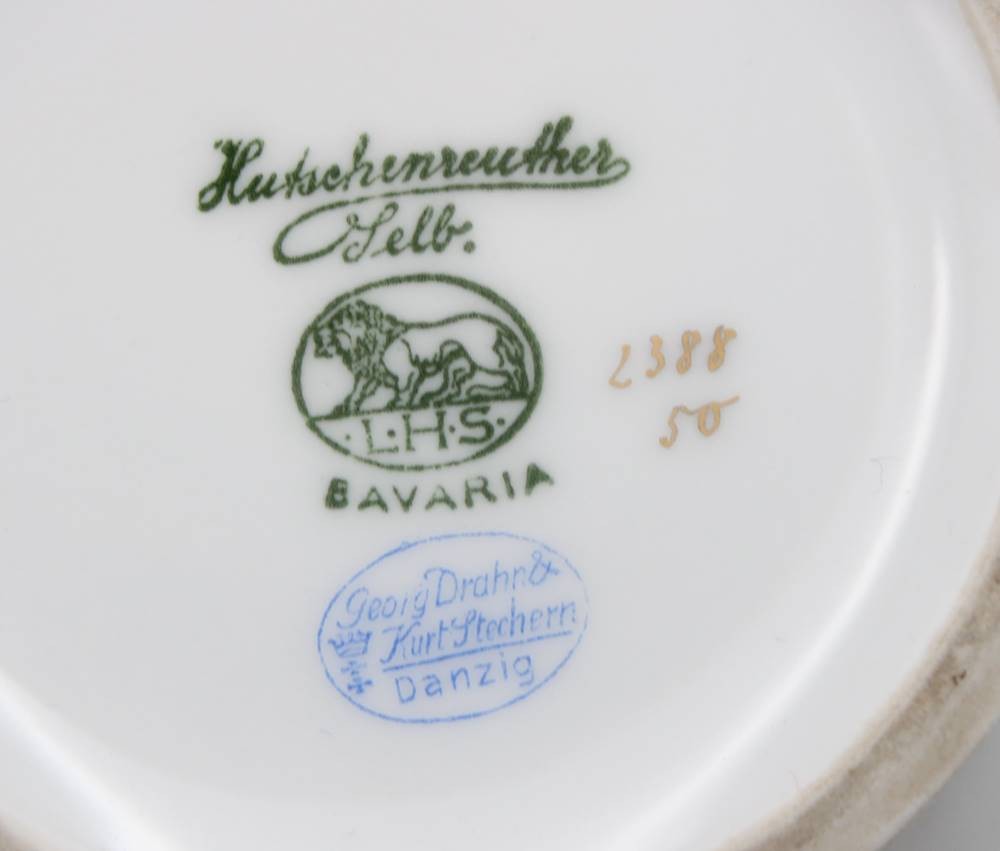 Hutschenreuther
Selb.
·L·H·S·
BAVARIA
2388
50
Georg Drahn &
Kurt Stechern
Danzig